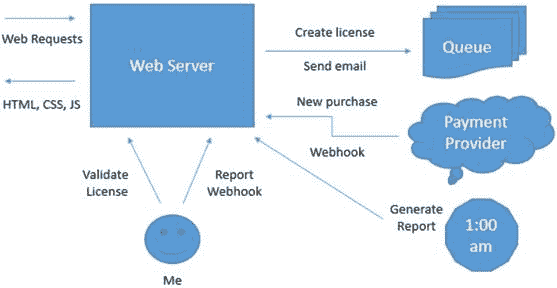 Web Requests
HTML, CSS, JS
Web Server
Create license
Send email
Queue
New purchase
Webhook
Payment
Provider
Validate
License
Report
Webhook
Generate
Report
1:00
am
Me